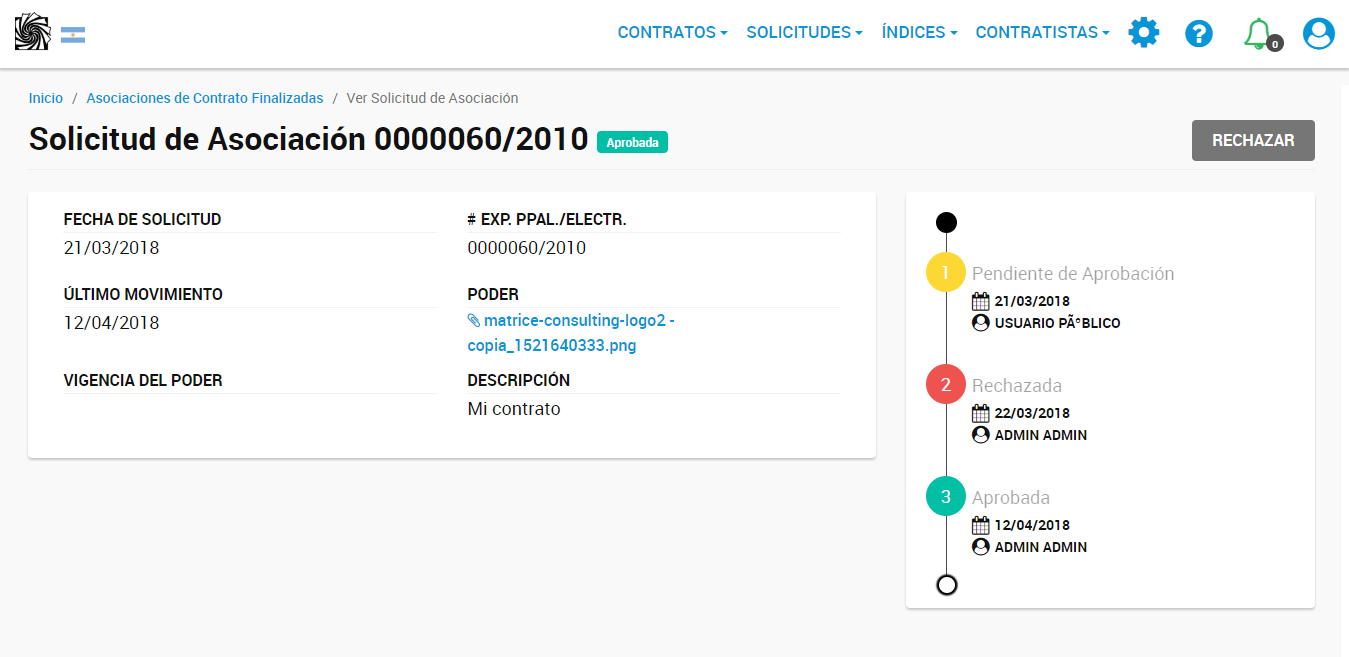 CONTRATOS SOLICITUDES ÍNDICES CONTRATISTAS ? 0
Inicio / Asociaciones de Contrato Finalizadas / Ver Solicitud de Asociación
Solicitud de Asociación 0000060/2010 Aprobada RECHAZAR
FECHA DE SOLICITUD
21/03/2018
# EXP. PPAL./ELECTR.
0000060/2010
ÚLTIMO MOVIMIENTO
12/04/2018
PODER
matrice-consulting-logo2 -
copia_1521640333.png
VIGENCIA DEL PODER
DESCRIPCIÓN
Mi contrato
1 Pendiente de Aprobación
21/03/2018
USUARIO PÃºBLICO
2 Rechazada
22/03/2018
ADMIN ADMIN
3 Aprobada
12/04/2018
ADMIN ADMIN